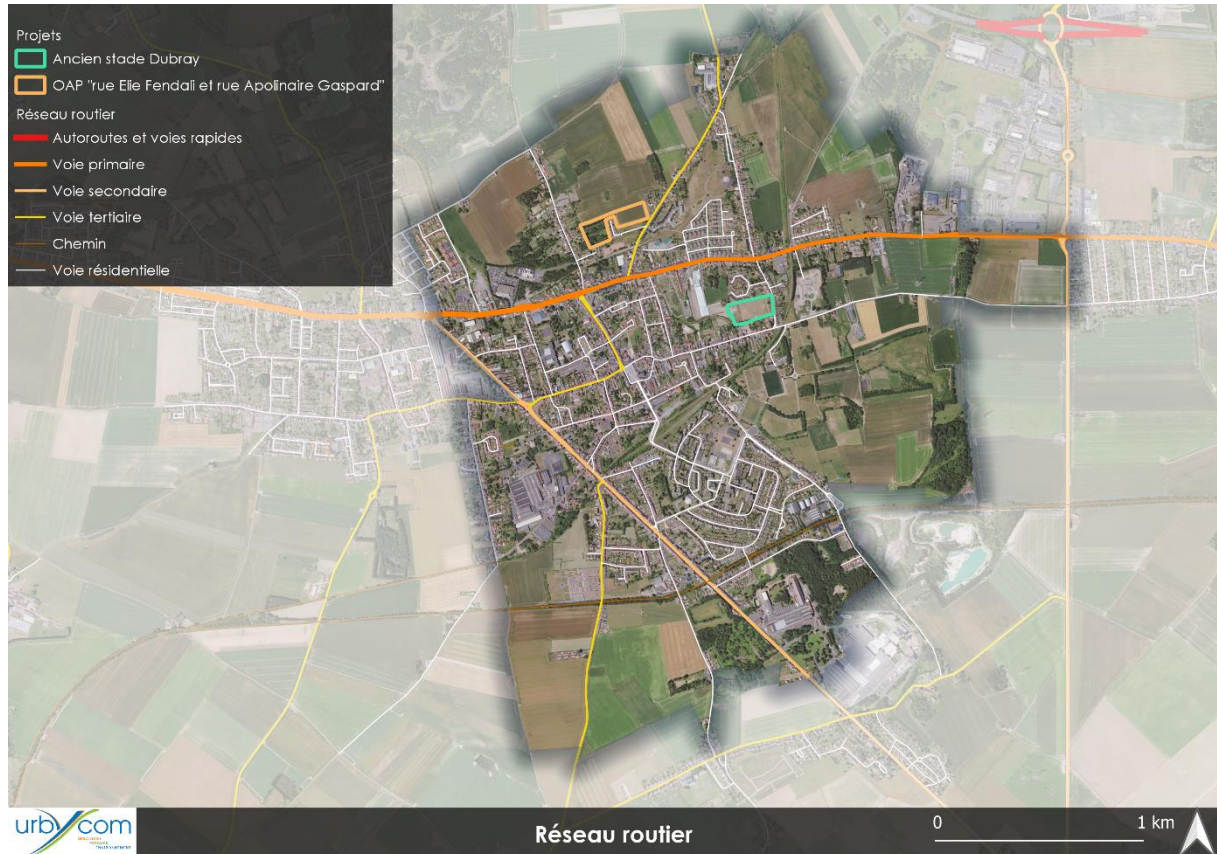 Projets
Ancien stade Dubray
OAP "rue Elie Fendali et rue Apolinaire Gaspard"
Réseau routier
Autoroutes et voies rapides
Voie primaire
Voie secondaire
Voie tertiaire
Chemin
Voie résidentielle
urbycom
Réseau routier
0 1 km